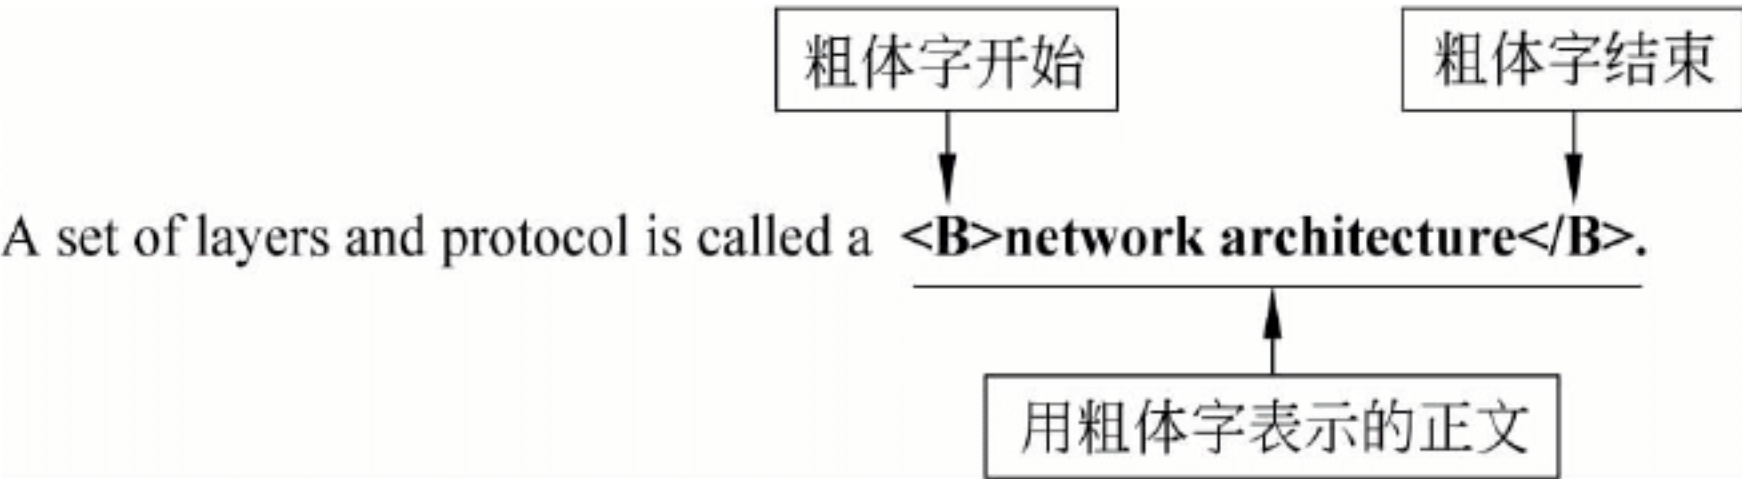 粗体字开始
粗体字结束
A set of layers and protocol is called a <B>network architecture</B>.
用粗体字表示的正文